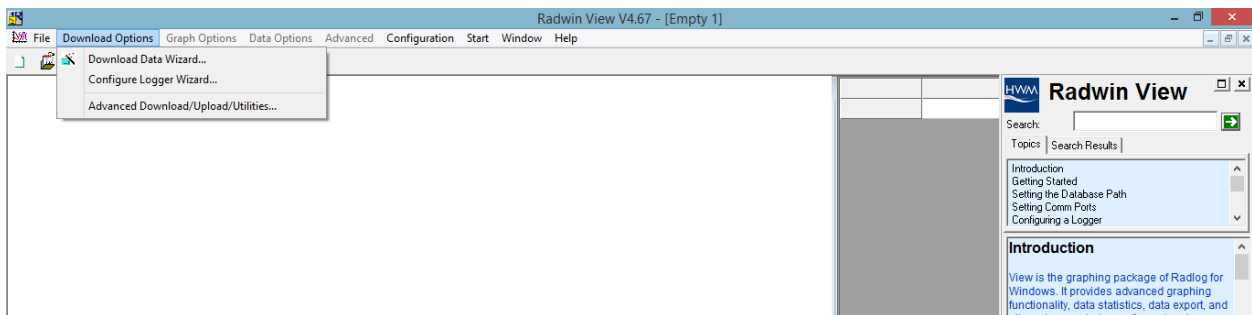 Radwin View V4.67 - [Empty 1]
File Download Options Graph Options Data Options Advanced Configuration Start Window Help
Download Data Wizard...
Configure Logger Wizard...
Advanced Download/Upload/Utilities...
HWM Radwin View
Search:
Topics Search Results
Introduction
Getting Started
Setting the Database Path
Setting Comm Ports
Configuring a Logger
Introduction
View is the graphing package of Radlog for
Windows. It provides advanced graphing
functionality, data statistics, data export, and